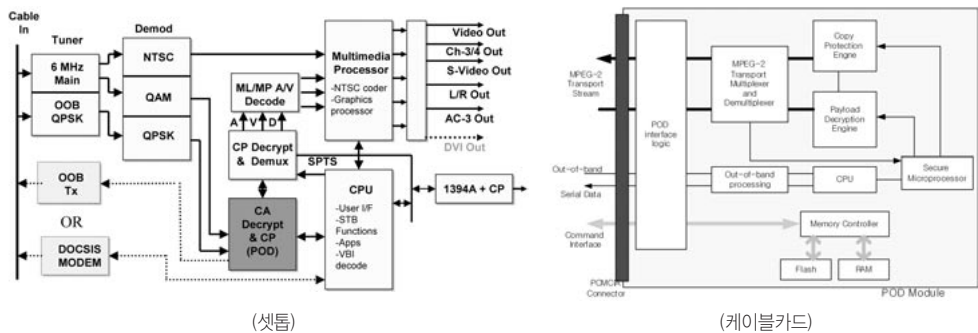 Cable
In
Tuner
6 MHz
Main
OOB
QPSK
OOB
Tx
OR
DOCSIS
MODEM
Demod
NTSC
QAM
QPSK
ML/MP A/V
Decode
A V D
CP Decrypt
& Demux
SPTS
CA
Decrypt
& CP
(POD)
Multimedia
Processor
-NTSC coder
-Graphics
processor
CPU
-User I/F
-STB
Functions
-Apps
-VBI
decode
Video Out
Ch-3/4 Out
S-Video Out
L/R Out
AC-3 Out
DVI Out
1394A + CP
(셋톱)
MPEG-2
Transport
Stream
Out-of-band
Serial Data
Command
Interface
PCMCIA
Connector
POD
Interface
logic
MPEG-2
Transport
Multiplexer
and
Demultiplexer
Copy
Protection
Engine
Payload
Decryption
Engine
Out-of-band
processing
CPU
Secure
Microprocessor
Memory Controller
Flash
RAM
POD Module
(케이블카드)